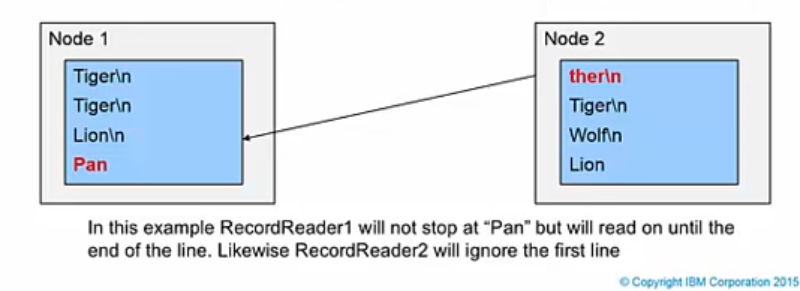 Node 1
Tiger\n
Tiger\n
Lion\n
Pan
Node 2
ther\n
Tiger\n
Wolf\n
Lion
In this example RecordReader1 will not stop at “Pan” but will read on until the
end of the line. Likewise RecordReader2 will ignore the first line
© Copyright IBM Corporation 2015